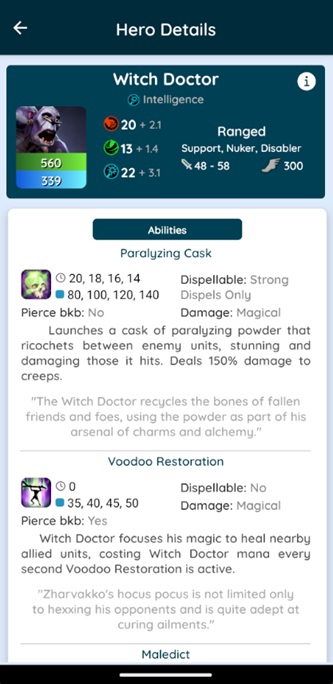 Hero Details
Witch Doctor
Intelligence
20 + 2.1
13 + 1.4
22 + 3.1
560
339
Ranged
Support, Nuker, Disabler
48 - 58
300
Abilities
Paralyzing Cask
20, 18, 16, 14
80, 100, 120, 140
Pierce bkb: No
Dispellable: Strong
Dispels Only
Damage: Magical
Launches a cask of paralyzing powder that
ricochets between enemy units, stunning and
damaging those it hits. Deals 150% damage to
creeps.
"The Witch Doctor recycles the bones of fallen
friends and foes, using the powder as part of his
arsenal of charms and alchemy."
Voodoo Restoration
0
35, 40, 45, 50
Pierce bkb: Yes
Dispellable: No
Damage: Magical
Witch Doctor focuses his magic to heal nearby
allied units, costing Witch Doctor mana every
second Voodoo Restoration is active.
"Zharvakko's hocus pocus is not limited only
to hexxing his opponents and is quite adept at
curing ailments."
Maledict